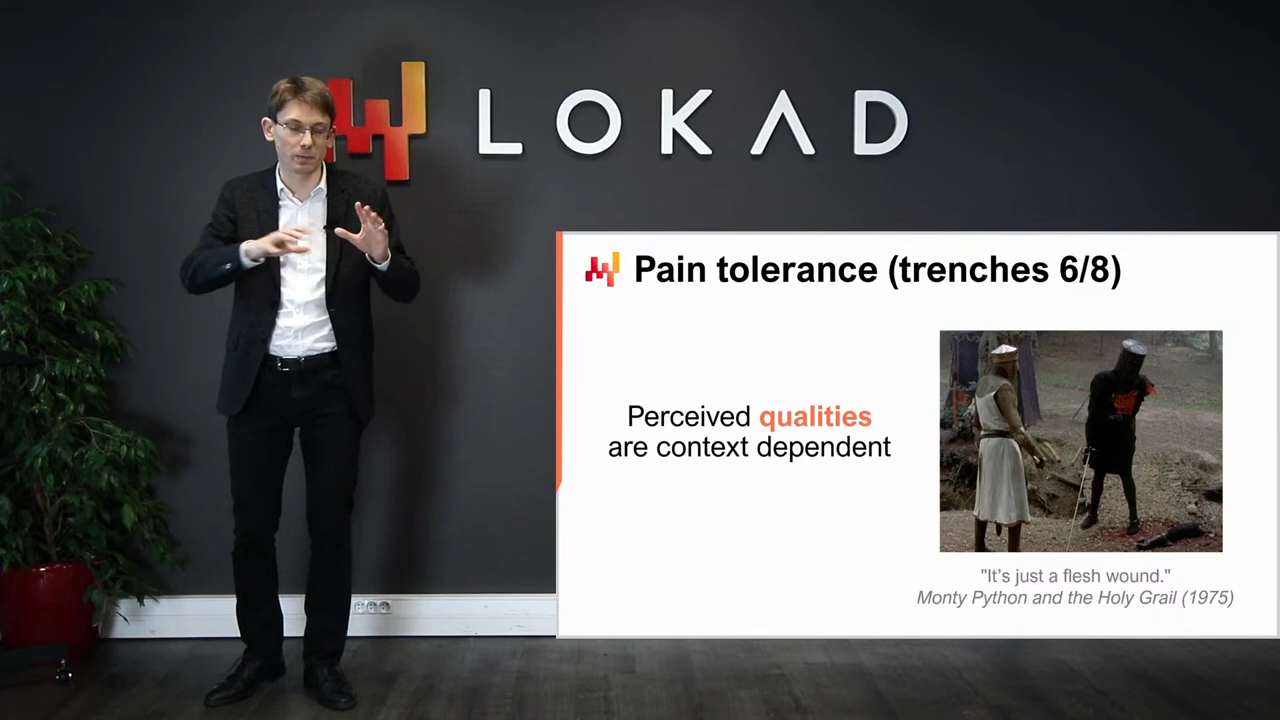 LOKAD
Pain tolerance (trenches 6/8)
Perceived qualities
are context dependent
"It's just a flesh wound."
Monty Python and the Holy Grail (1975)